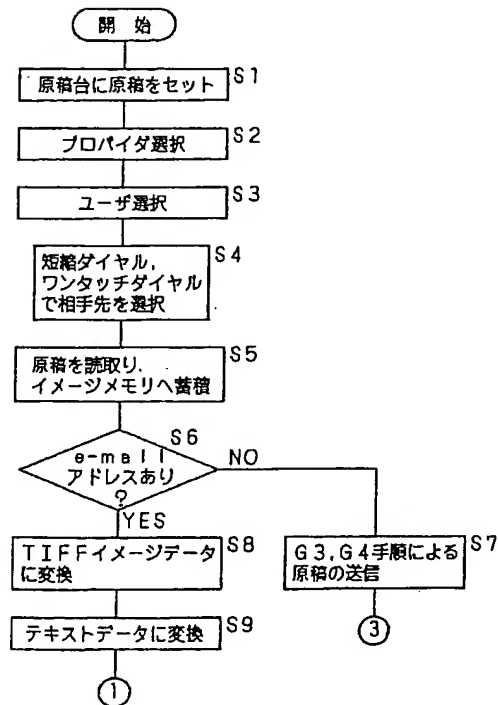 開始
原稿台に原稿をセット S1
プロパイダ選択 S2
ユーザ選択 S3
短縮ダイヤル, S4
ワンタッチダイヤル
で相手先を選択
原稿を読取り, S5
イメージメモリへ蓄積
S6
e-mail
アドレスあり
?
NO
YES
TIFFイメージデータ S8
に変換
G3,G4手順による S7
原稿の送信
テキストデータに変換 S9
3
1